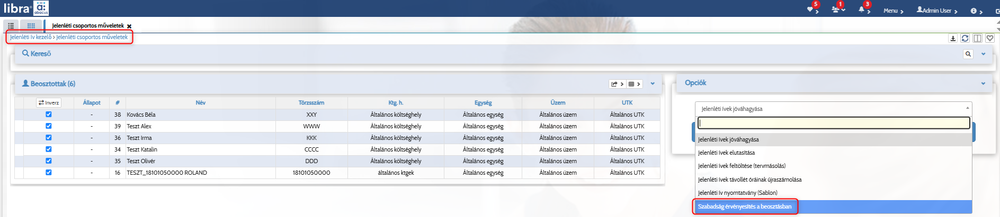 libra® a: abacus
5 1 3 Menu Admin User
Jelenléti csoportos műveletek
Jelenléti ív kezelő > Jelenléti csoportos műveletek
Kereső
Beosztottak (6)
Opciók
Inverz Állapot # Név Törzsszám Ktg. h. Egység Üzem UTK
- 38 Kovács Béla XXY Általános költséghely Általános egység Általános üzem Általános UTK
- 39 Teszt Alex WWW Általános költséghely Általános egység Általános üzem Általános UTK
- 36 Teszt Irma KKK Általános költséghely Általános egység Általános üzem Általános UTK
- 34 Teszt Katalin CCCC Általános költséghely Általános egység Általános üzem Általános UTK
- 35 Teszt Olivér DDD Általános költséghely Általános egység Általános üzem Általános UTK
- 16 TESZT_18101050000 ROLAND 18101050000 általános ktgek Általános egység Általános üzem Általános UTK
Jelenléti ívek jóváhagyása
Jelenléti ívek jóváhagyása
Jelenléti ívek elutasítása
Jelenléti ívek feltöltése (tervmásolás)
Jelenléti ívek távollét óráinak újraszámolása
Jelenléti ív nyomtatvány (Sablon)
Szabadság érvényesítés a beosztásban